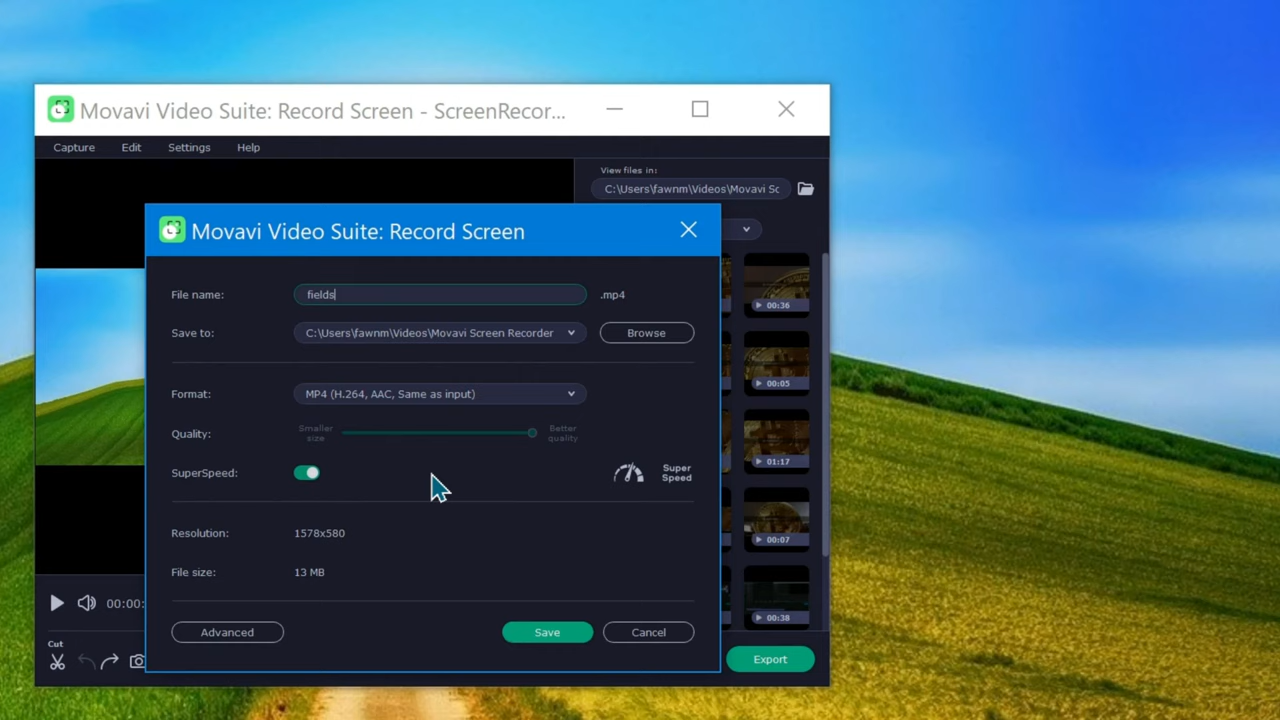 Movavi Video Suite: Record Screen - ScreenRecor...
Capture Edit Settings Help
View files in:
C:\Users\fawnm\Videos\Movavi Sc
Movavi Video Suite: Record Screen
File name: fields .mp4
Save to: C:\Users\fawnm\Videos\Movavi Screen Recorder Browse
Format: MP4 (H.264, AAC, Same as input)
Quality: Smaller size Better quality
SuperSpeed: Super Speed
Resolution: 1578x580
File size: 13 MB
Advanced Save Cancel
00:36
00:05
01:17
00:07
00:38
00:00:
Cut
Export